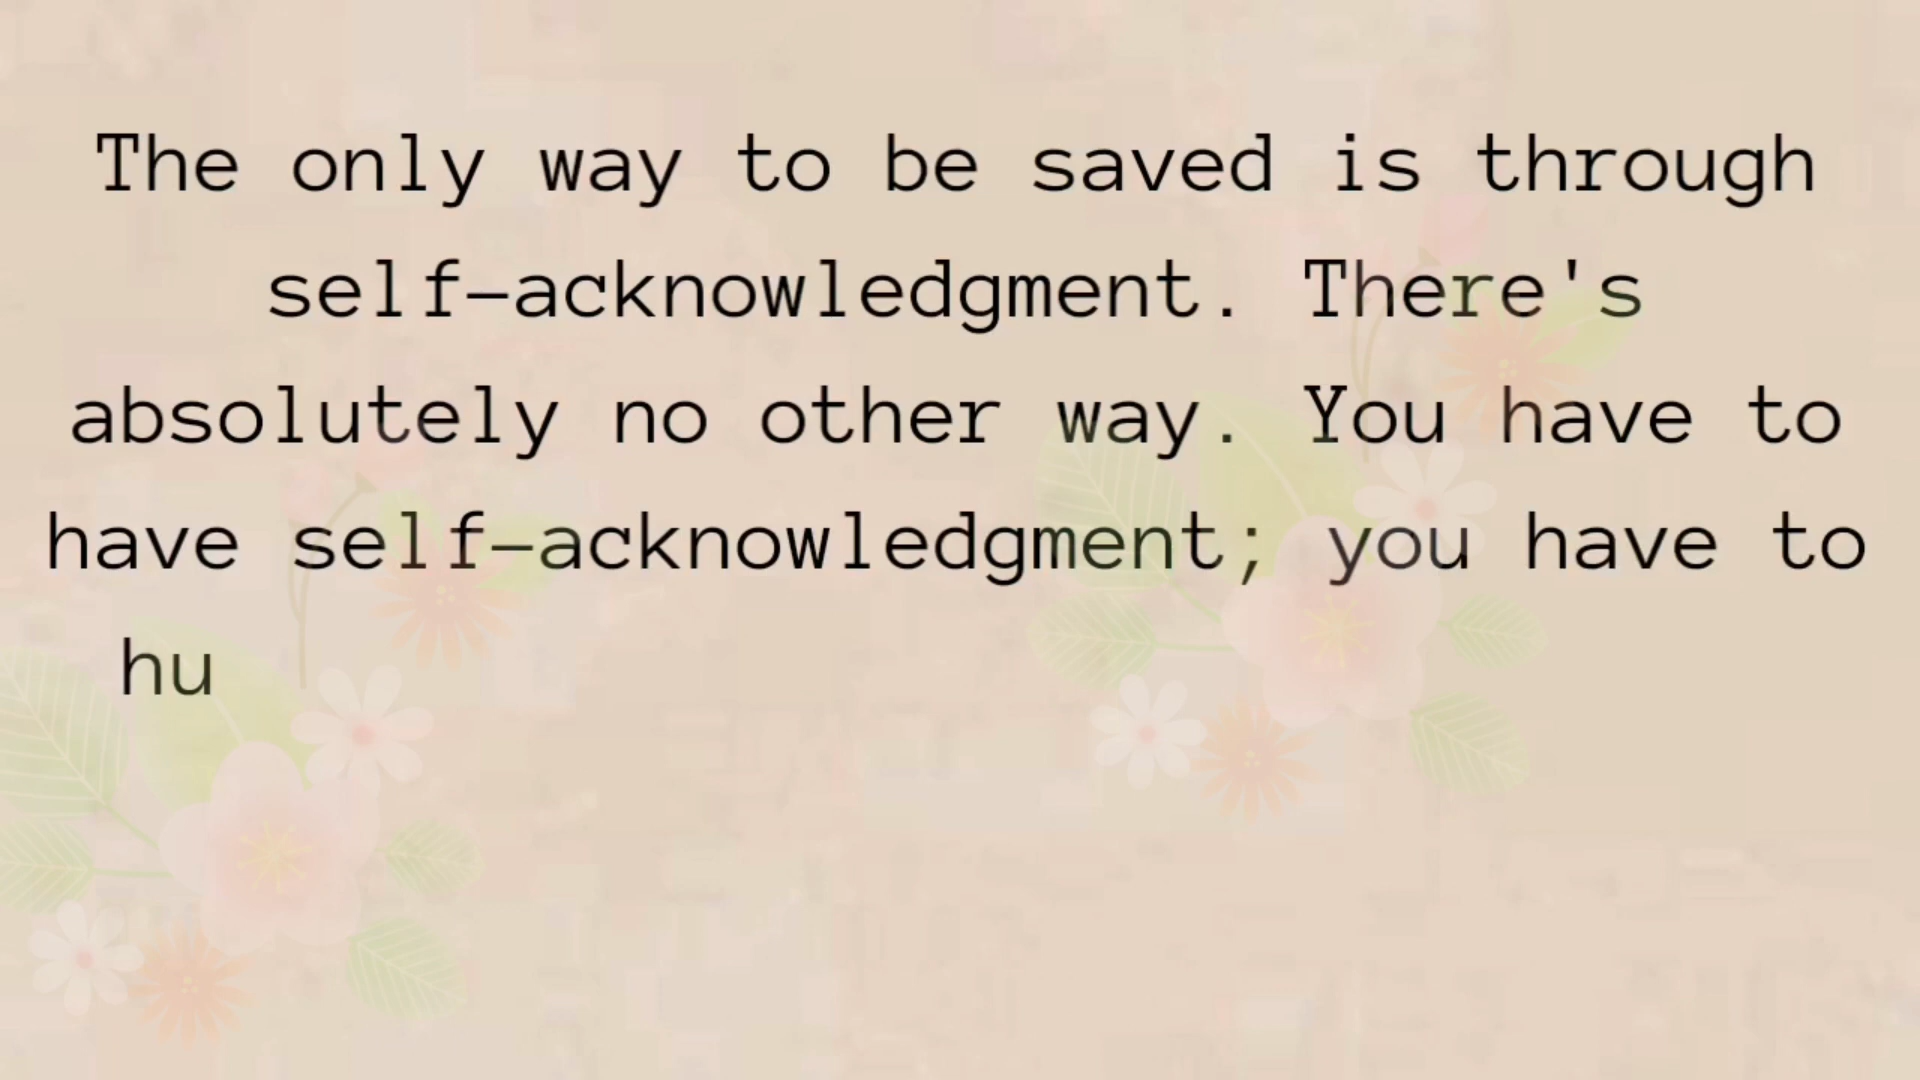 The only way to be saved is through
self-acknowledgment. There's
absolutely no other way. You have to
have self-acknowledgment; you have to
hu